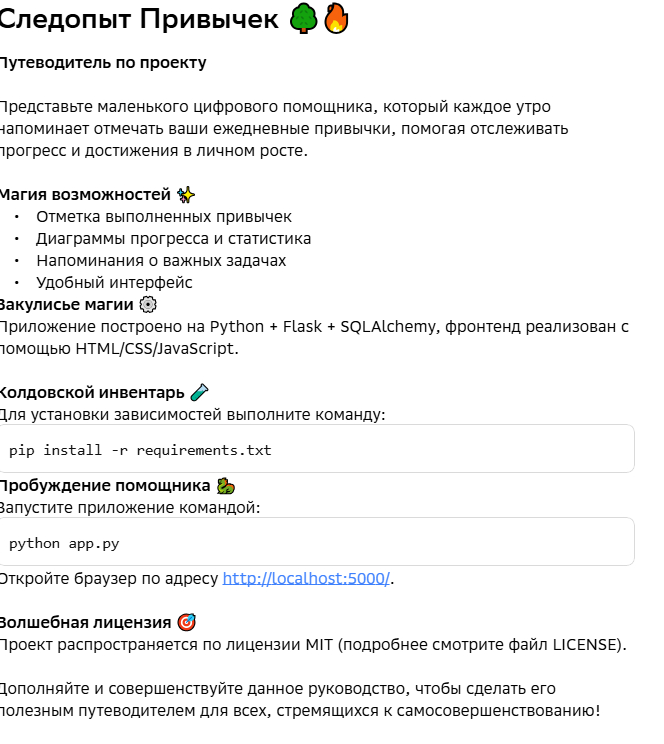 Следопыт Привычек 🌳🔥
Путеводитель по проекту
Представьте маленького цифрового помощника, который каждое утро
напоминает отмечать ваши ежедневные привычки, помогая отслеживать
прогресс и достижения в личном росте.
Магия возможностей ✨
• Отметка выполненных привычек
• Диаграммы прогресса и статистика
• Напоминания о важных задачах
• Удобный интерфейс
Закулисье магии ⚙️
Приложение построено на Python + Flask + SQLAlchemy, фронтенд реализован с
помощью HTML/CSS/JavaScript.
Колдовской инвентарь 🧪
Для установки зависимостей выполните команду:
pip install -r requirements.txt
Пробуждение помощника 🐉
Запустите приложение командой:
python app.py
Откройте браузер по адресу http://localhost:5000/.
Волшебная лицензия 🎯
Проект распространяется по лицензии MIT (подробнее смотрите файл LICENSE).
Дополняйте и совершенствуйте данное руководство, чтобы сделать его
полезным путеводителем для всех, стремящихся к самосовершенствованию!